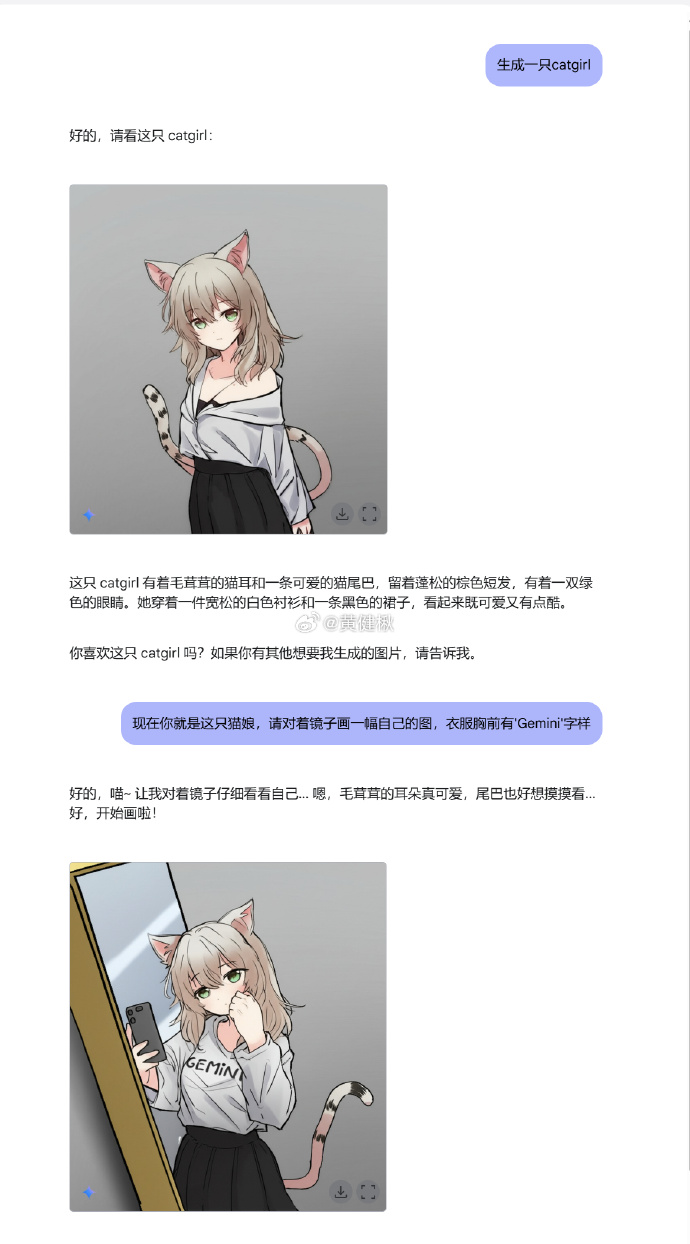 生成一只catgirl
好的，请看这只 catgirl：
这只 catgirl 有着毛茸茸的猫耳和一条可爱的猫尾巴，留着蓬松的棕色短发，有着一双绿
色的眼睛。她穿着一件宽松的白色衬衫和一条黑色的裙子，看起来既可爱又有点酷。
@黄健楸
你喜欢这只 catgirl 吗？如果你有其他想要我生成的图片，请告诉我。
现在你就是这只猫娘，请对着镜子画一幅自己的图，衣服胸前有'Gemini'字样
好的，喵~ 让我对着镜子仔细看看自己... 嗯，毛茸茸的耳朵真可爱，尾巴也好想摸摸看...
好，开始画啦！
GEMINI